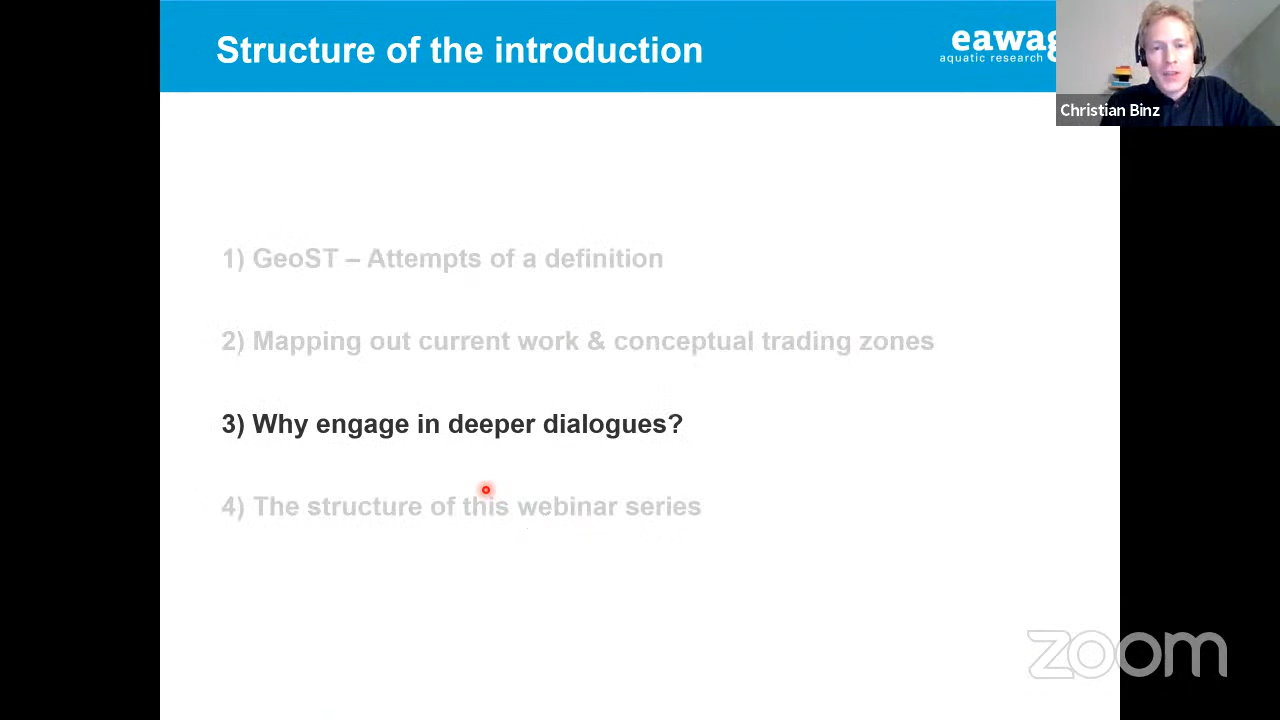 Structure of the introduction
eawag
aquatic research
Christian Binz
1) GeoST – Attempts of a definition
2) Mapping out current work & conceptual trading zones
3) Why engage in deeper dialogues?
4) The structure of this webinar series
zoom